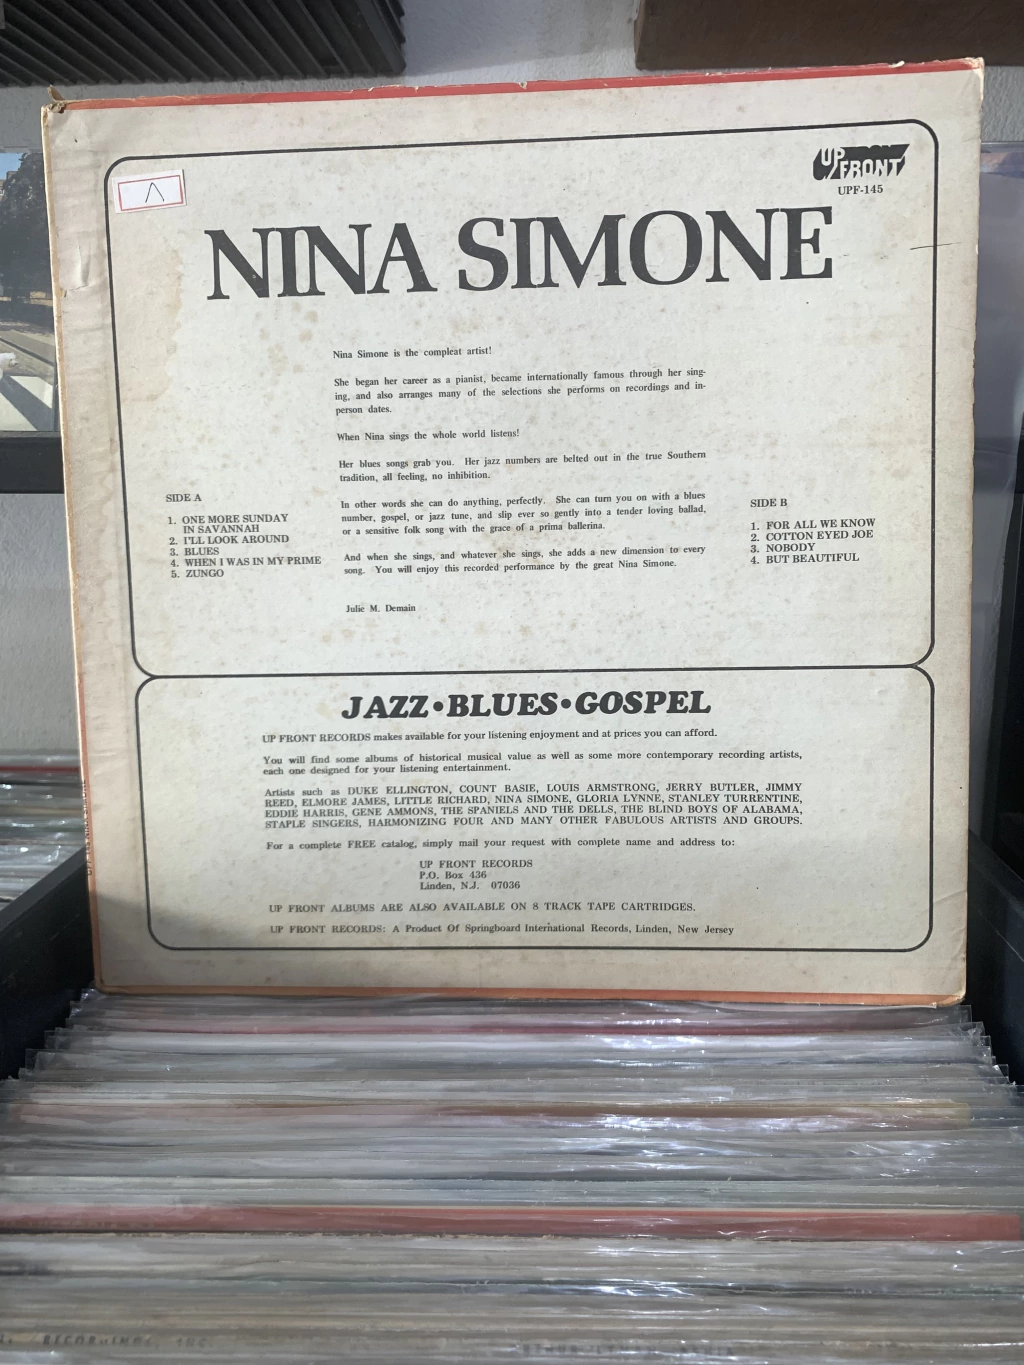 UP FRONT
UPF-145
NINA SIMONE
Nina Simone is the compleat artist!
She began her career as a pianist, became internationally famous through her sing-
ing, and also arranges many of the selections she performs on recordings and in-
person dates.
When Nina sings the whole world listens!
Her blues songs grab you. Her jazz numbers are belted out in the true Southern
tradition, all feeling, no inhibition.
In other words she can do anything, perfectly. She can turn you on with a blues
number, gospel, or jazz tune, and slip ever so gently into a tender loving ballad,
or a sensitive folk song with the grace of a prima ballerina.
And when she sings, and whatever she sings, she adds a new dimension to every
song. You will enjoy this recorded performance by the great Nina Simone.
Julie M. Demain
SIDE A
1. ONE MORE SUNDAY
IN SAVANNAH
2. I'LL LOOK AROUND
3. BLUES
4. WHEN I WAS IN MY PRIME
5. ZUNGO
SIDE B
1. FOR ALL WE KNOW
2. COTTON EYED JOE
3. NOBODY
4. BUT BEAUTIFUL
JAZZ•BLUES•GOSPEL
UP FRONT RECORDS makes available for your listening enjoyment and at prices you can afford.
You will find some albums of historical musical value as well as some more contemporary recording artists,
each one designed for your listening entertainment.
Artists such as DUKE ELLINGTON, COUNT BASIE, LOUIS ARMSTRONG, JERRY BUTLER, JIMMY
REED, ELMORE JAMES, LITTLE RICHARD, NINA SIMONE, GLORIA LYNNE, STANLEY TURRENTINE,
EDDIE HARRIS, GENE AMMONS, THE SPANIELS AND THE DELLS, THE BLIND BOYS OF ALABAMA,
STAPLE SINGERS, HARMONIZING FOUR AND MANY OTHER FABULOUS ARTISTS AND GROUPS.
For a complete FREE catalog, simply mail your request with complete name and address to:
UP FRONT RECORDS
P.O. Box 436
Linden, N.J. 07036
UP FRONT ALBUMS ARE ALSO AVAILABLE ON 8 TRACK TAPE CARTRIDGES.
UP FRONT RECORDS: A Product Of Springboard International Records, Linden, New Jersey